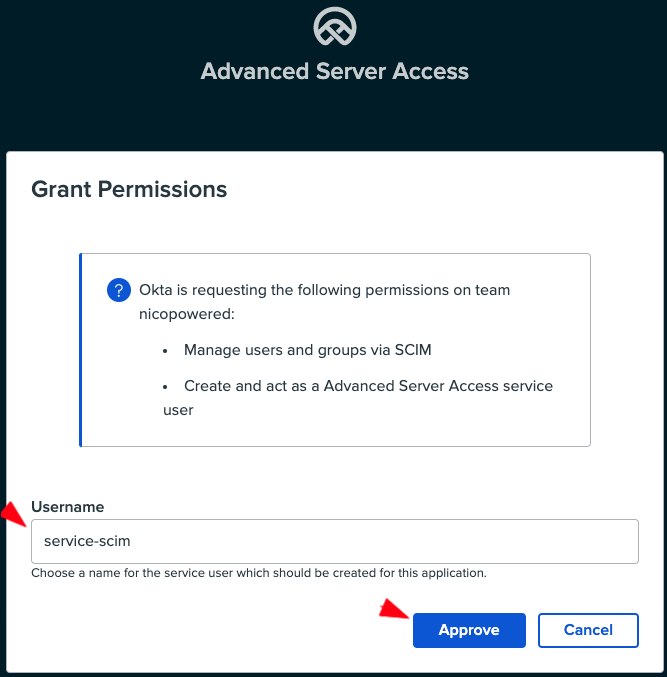 Advanced Server Access
Grant Permissions
? Okta is requesting the following permissions on team
nicopowered:
• Manage users and groups via SCIM
• Create and act as a Advanced Server Access service
user
Username
service-scim
Choose a name for the service user which should be created for this application.
Approve Cancel